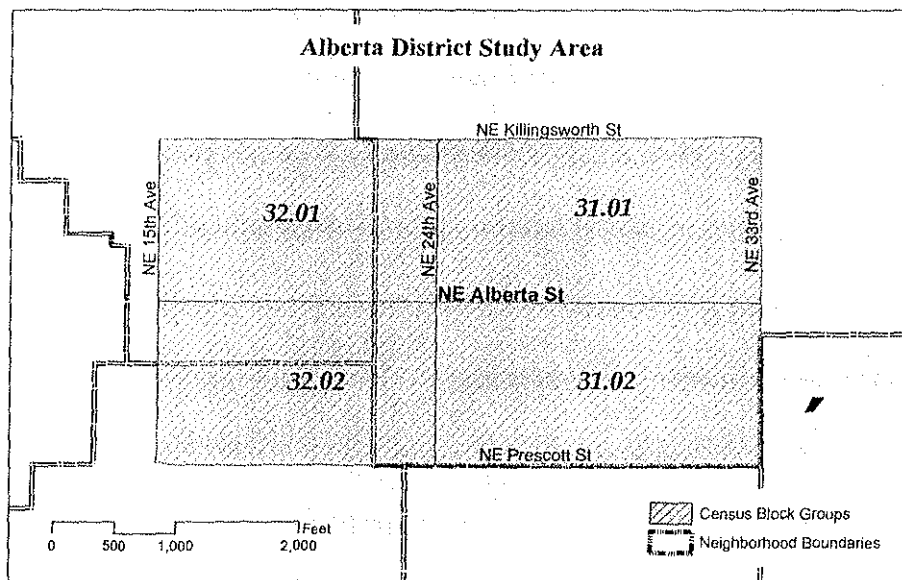 Alberta District Study Area
NE Killingsworth St
NE 15th Ave
32.01
NE 24th Ave
31.01
NE 33rd Ave
NE Alberta St
32.02
31.02
NE Prescott St
Feet
0 500 1,000 2,000
Census Block Groups
Neighborhood Boundaries